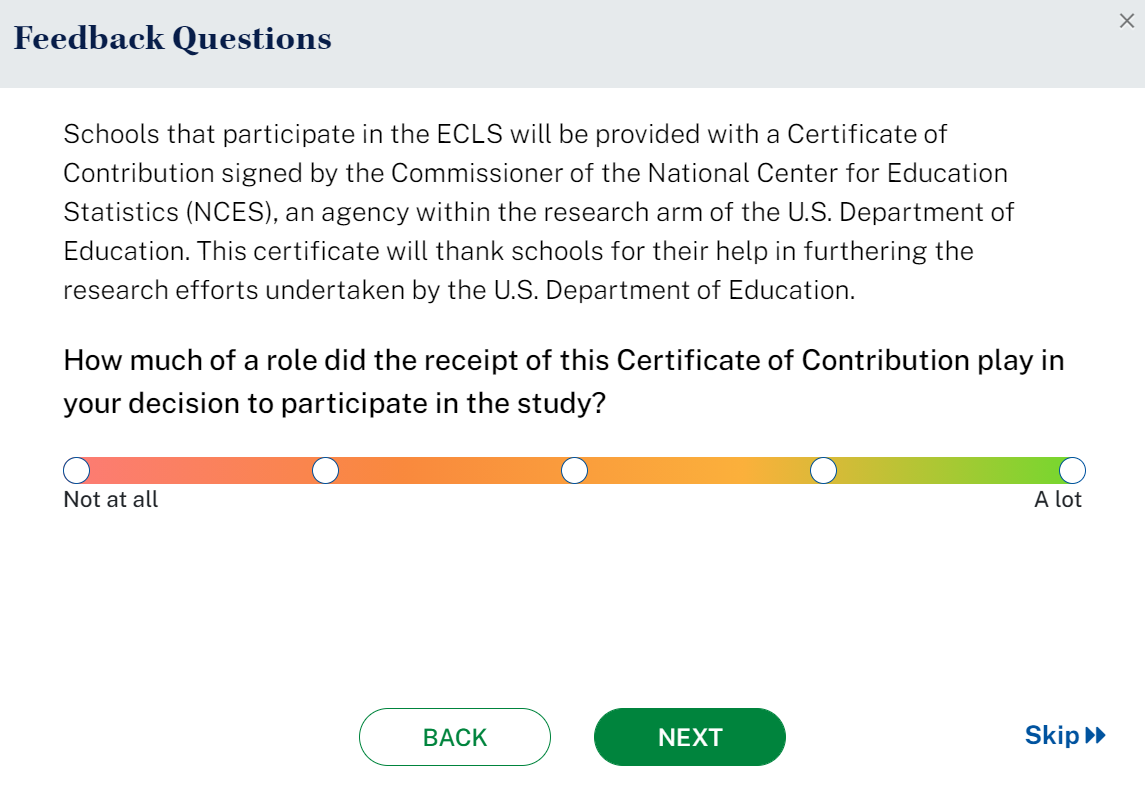 Feedback Questions
Schools that participate in the ECLS will be provided with a Certificate of
Contribution signed by the Commissioner of the National Center for Education
Statistics (NCES), an agency within the research arm of the U.S. Department of
Education. This certificate will thank schools for their help in furthering the
research efforts undertaken by the U.S. Department of Education.
How much of a role did the receipt of this Certificate of Contribution play in
your decision to participate in the study?
Not at all
A lot
BACK
NEXT
Skip